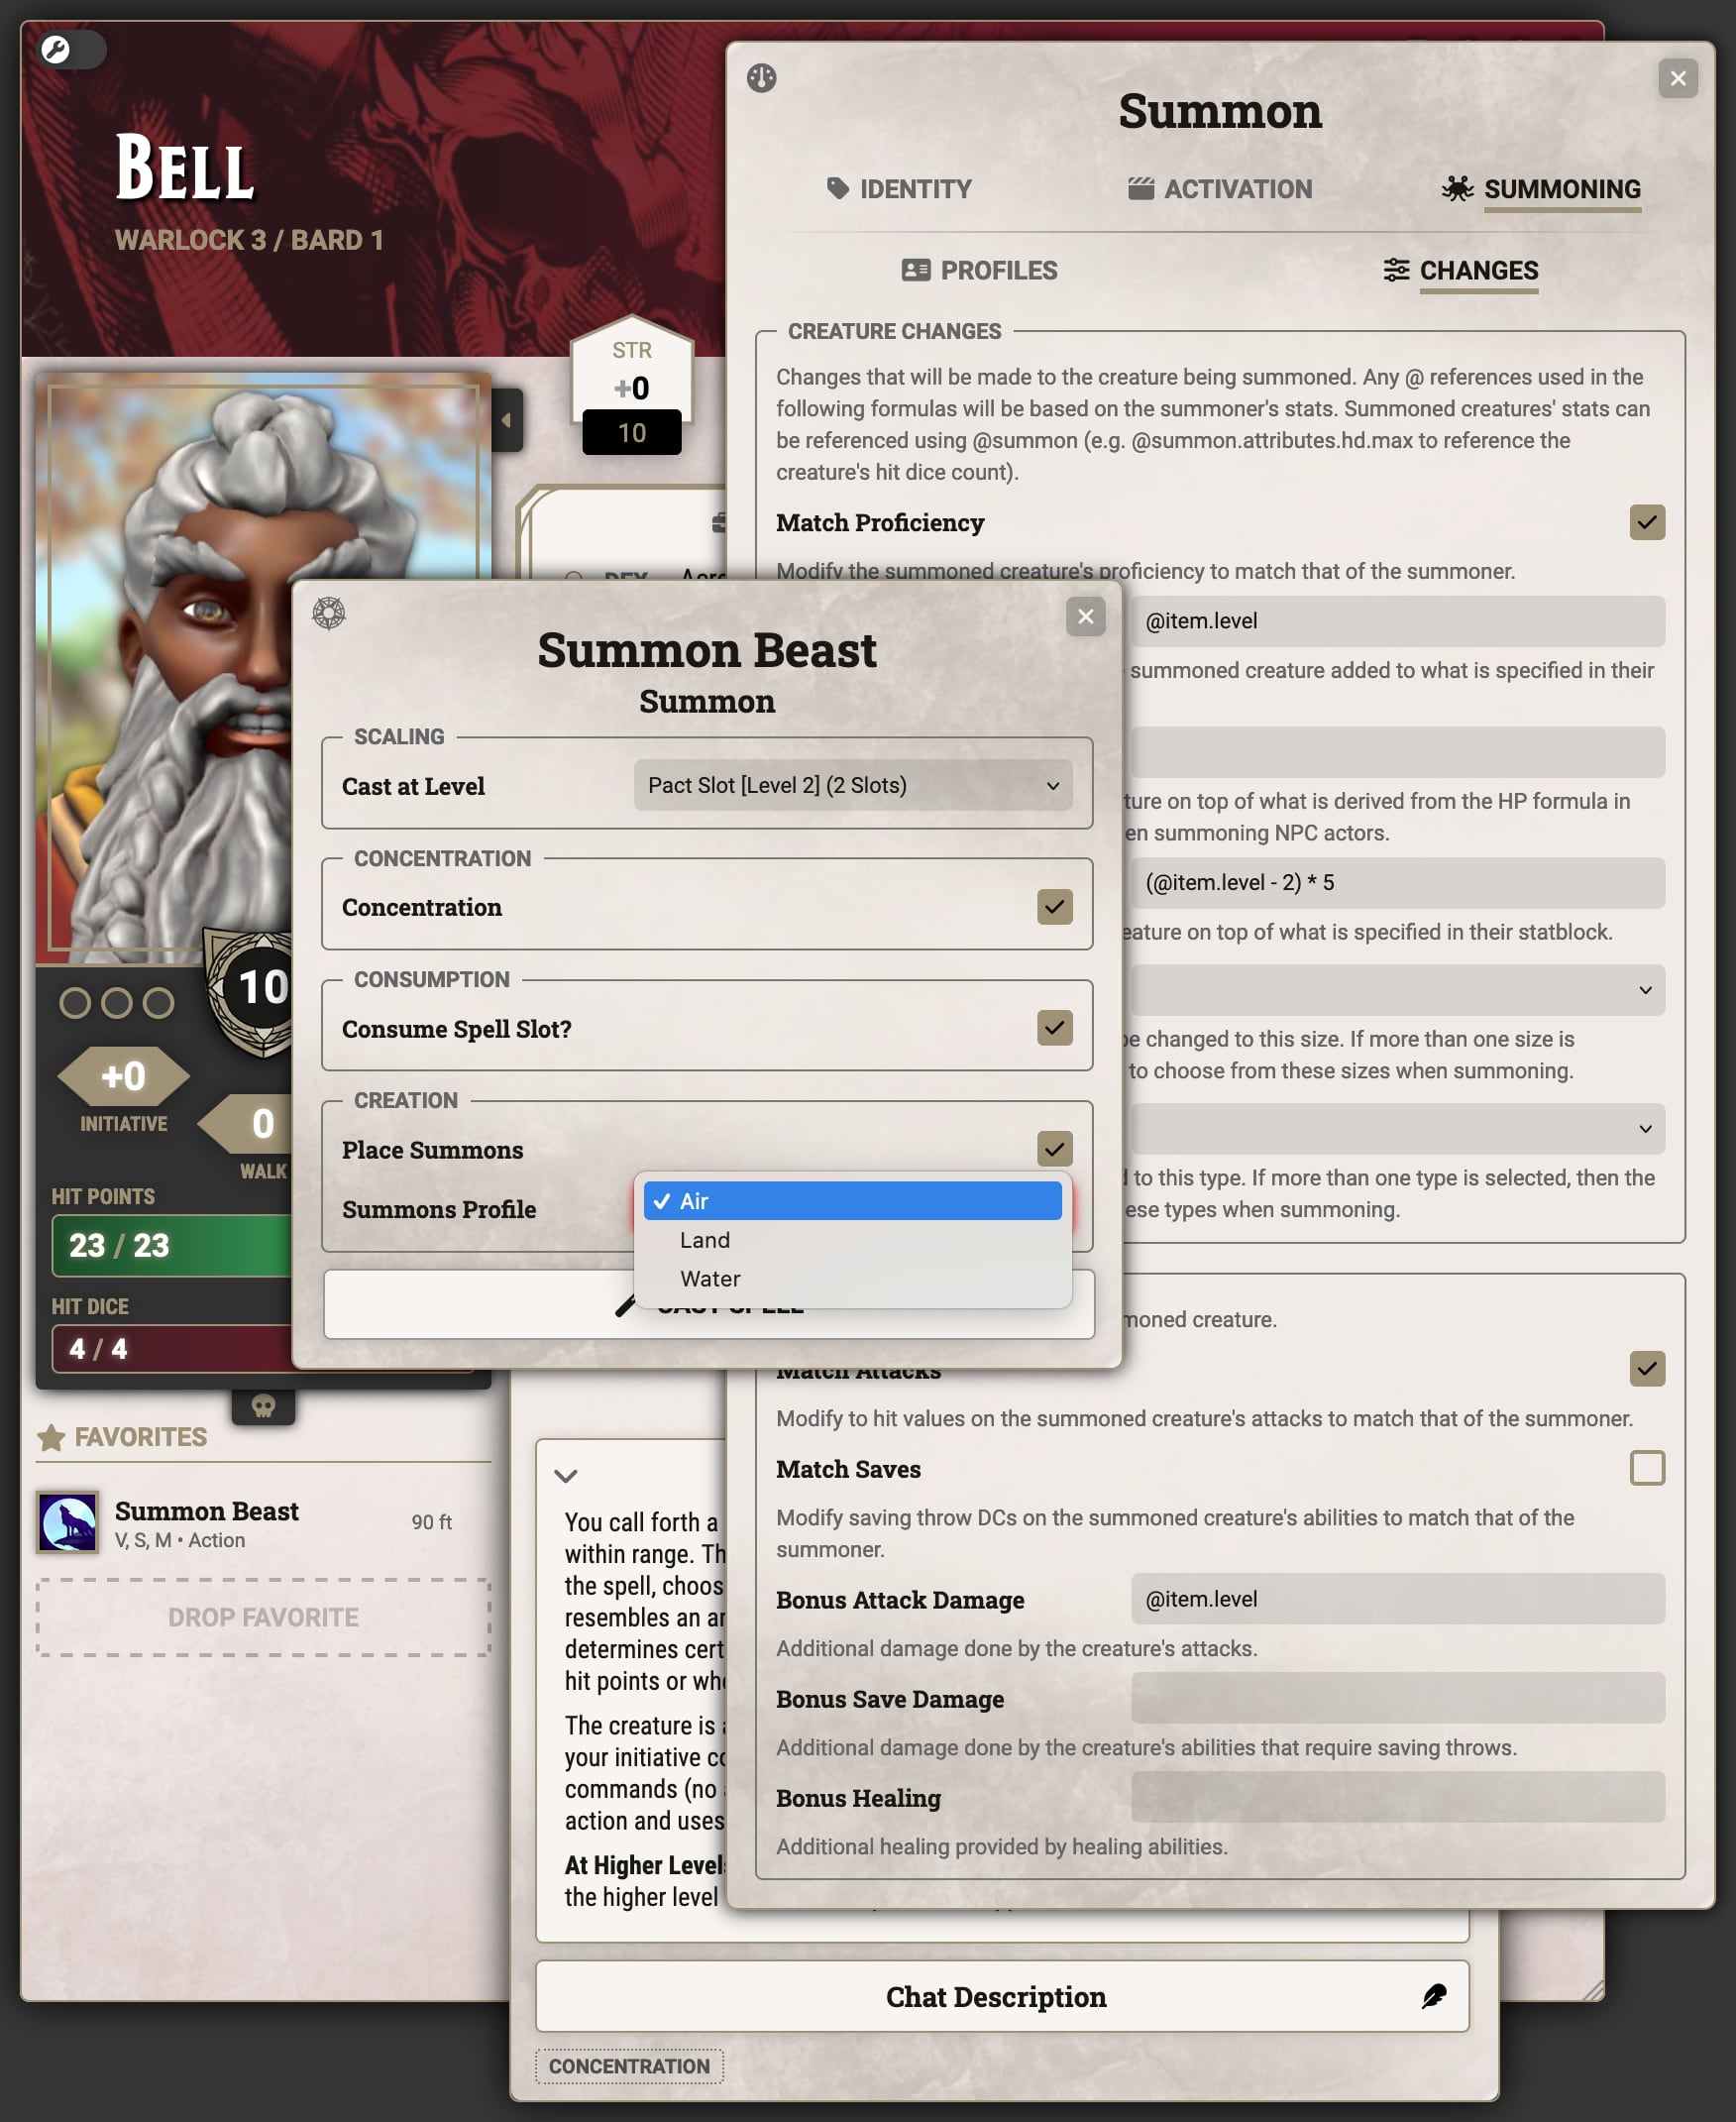 BELL
WARLOCK 3 / BARD 1
STR
+0
10
DEX
10
+0
INITIATIVE
0
WALK
HIT POINTS
23 / 23
HIT DICE
4 / 4
FAVORITES
Summon Beast
V, S, M • Action
90 ft
DROP FAVORITE
Summon
IDENTITY
ACTIVATION
SUMMONING
PROFILES
CHANGES
CREATURE CHANGES
Changes that will be made to the creature being summoned. Any @ references used in the
following formulas will be based on the summoner's stats. Summoned creatures' stats can
be referenced using @summon (e.g. @summon.attributes.hd.max to reference the
creature's hit dice count).
Match Proficiency
Modify the summoned creature's proficiency to match that of the summoner.
@item.level
summoned creature added to what is specified in their
ture on top of what is derived from the HP formula in
en summoning NPC actors.
(@item.level - 2) * 5
eature on top of what is specified in their statblock.
be changed to this size. If more than one size is
to choose from these sizes when summoning.
d to this type. If more than one type is selected, then the
ese types when summoning.
moned creature.
Match Attacks
Modify to hit values on the summoned creature's attacks to match that of the summoner.
Match Saves
Modify saving throw DCs on the summoned creature's abilities to match that of the
summoner.
Bonus Attack Damage
@item.level
Additional damage done by the creature's attacks.
Bonus Save Damage
Additional damage done by the creature's abilities that require saving throws.
Bonus Healing
Additional healing provided by healing abilities.
Summon Beast
Summon
SCALING
Cast at Level
Pact Slot [Level 2] (2 Slots)
CONCENTRATION
Concentration
CONSUMPTION
Consume Spell Slot?
CREATION
Place Summons
Summons Profile
Air
Land
Water
CAST SPELL
You call forth a
within range. Th
the spell, choos
resembles an an
determines cert
hit points or whe
The creature is a
your initiative co
commands (no a
action and uses
At Higher Levels
the higher level
Chat Description
CONCENTRATION